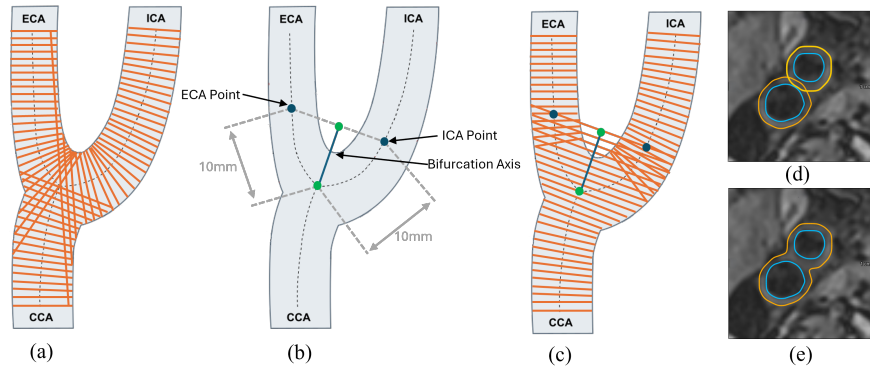 ECA
ICA
CCA
(a)
ECA
ICA
ECA Point
ICA Point
Bifurcation Axis
10mm
10mm
CCA
(b)
ECA
ICA
CCA
(c)
(d)
(e)